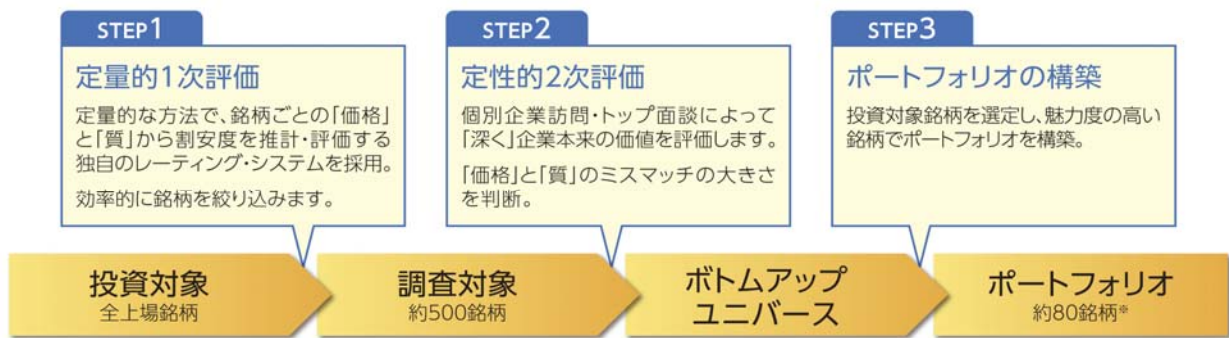 STEP1
定量的1次評価
定量的な方法で、銘柄ごとの「価格」
と「質」から割安度を推計・評価する
独自のレーティング・システムを採用。
効率的に銘柄を絞り込みます。
STEP2
定性的2次評価
個別企業訪問・トップ面談によって
「深く」企業本来の価値を評価します。
「価格」と「質」のミスマッチの大きさ
を判断。
STEP3
ポートフォリオの構築
投資対象銘柄を選定し、魅力度の高い
銘柄でポートフォリオを構築。
投資対象
全上場銘柄
調査対象
約500銘柄
ボトムアップ
ユニバース
ポートフォリオ
約80銘柄※